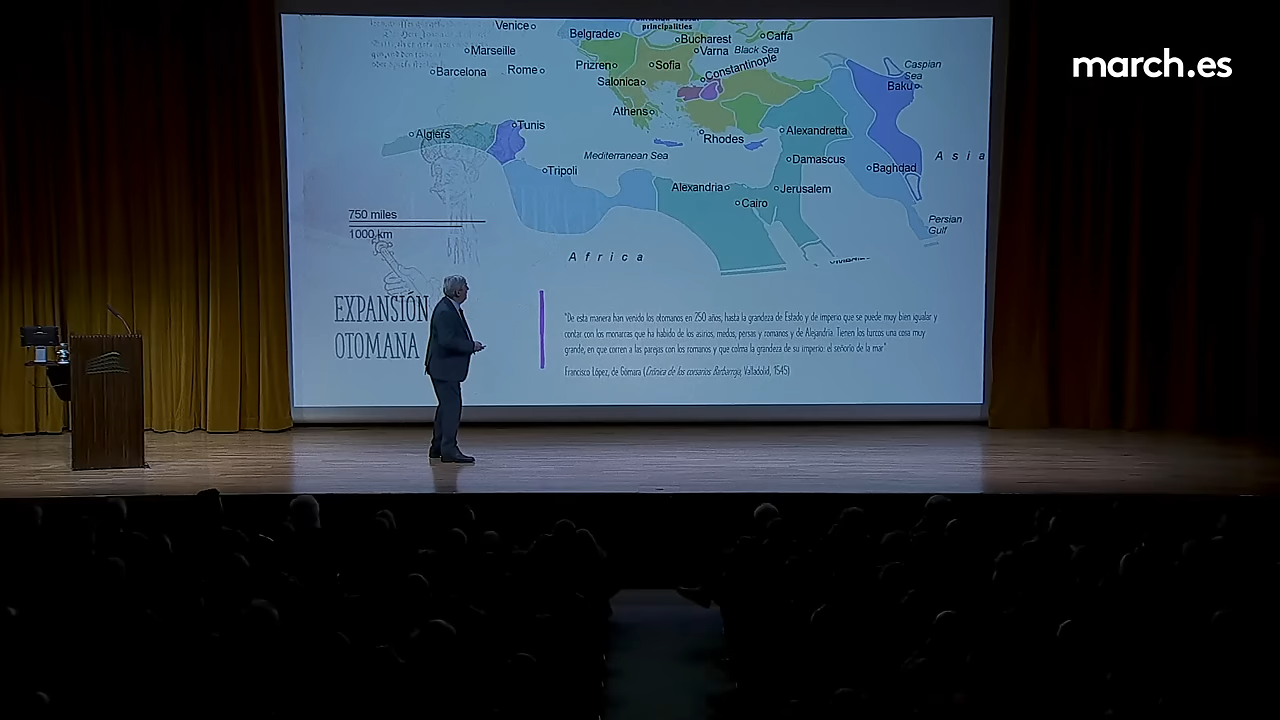 march.es
principalities
Venice
Belgrade
Bucharest
Caffa
Marseille
Varna
Black Sea
Barcelona
Rome
Prizren
Sofia
Constantinople
Caspian
Sea
Salonica
Baku
Athens
Algiers
Tunis
Rhodes
Alexandretta
Mediterranean Sea
Damascus
Asia
Tripoli
Baghdad
Alexandria
Jerusalem
Cairo
750 miles
1000 km
Persian
Gulf
Africa
EXPANSIÓN
OTOMANA
"De esta manera han venido los otomanos en 250 años, hasta la grandeza de Estado y de imperio que se puede muy bien igualar y
contar con los monarcas que ha habido de los asirios, medos, persas y romanos y de Alejandría. Tienen los turcos una cosa muy
grande, en que corren a las parejas con los romanos y que colma la grandeza de su imperio: el señorío de la mar"
Francisco López, de Gómara (Crónica de los corsarios Barbarroja, Valladolid, 1545)